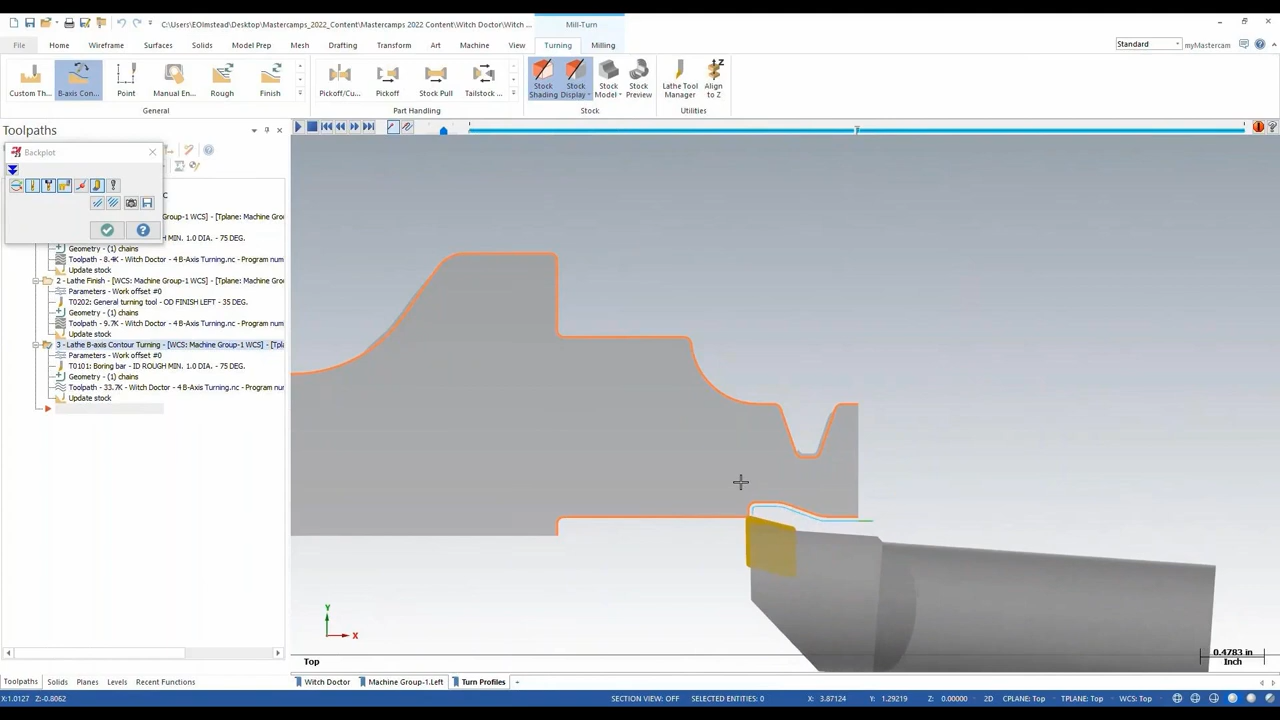 C:\Users\EOlmstead\Desktop\Mastercamps_2022_Content\Mastercamps 2022 Content\Witch Doctor\Witch ...
Mill-Turn
File Home Wireframe Surfaces Solids Model Prep Mesh Drafting Transform Art Machine View Turning Milling
Standard myMastercam
Custom Th... B-axis Con... Point Manual En... Rough Finish Pickoff/Cu... Pickoff Stock Pull Tailstock ... Stock Shading Stock Display Stock Model Stock Preview Lathe Tool Manager Align to Z
General Part Handling Stock Utilities
Toolpaths
Backplot
C
Machine Group-1 WCS] - [Tplane: Machine Grou
MIN. 1.0 DIA. - 75 DEG.
Geometry - (1) chains
Toolpath - 8.4K - Witch Doctor - 4 B-Axis Turning.nc - Program num
Update stock
2 - Lathe Finish - [WCS: Machine Group-1 WCS] - [Tplane: Machine Gro
Parameters - Work offset #0
T0202: General turning tool - OD FINISH LEFT - 35 DEG.
Geometry - (1) chains
Toolpath - 9.7K - Witch Doctor - 4 B-Axis Turning.nc - Program num
Update stock
3 - Lathe B-axis Contour Turning - [WCS: Machine Group-1 WCS] - [Tpla
Parameters - Work offset #0
T0101: Boring bar - ID ROUGH MIN. 1.0 DIA. - 75 DEG.
Geometry - (1) chains
Toolpath - 33.7K - Witch Doctor - 4 B-Axis Turning.nc - Program num
Update stock
Y
X
Top
0.4783 in
Inch
Toolpaths Solids Planes Levels Recent Functions
Witch Doctor Machine Group-1.Left Turn Profiles +
X:1.0127 Z:-0.8062 SECTION VIEW: OFF SELECTED ENTITIES: 0 X: 3.87124 Y: 1.29219 Z: 0.00000 2D CPLANE: Top TPLANE: Top WCS: Top